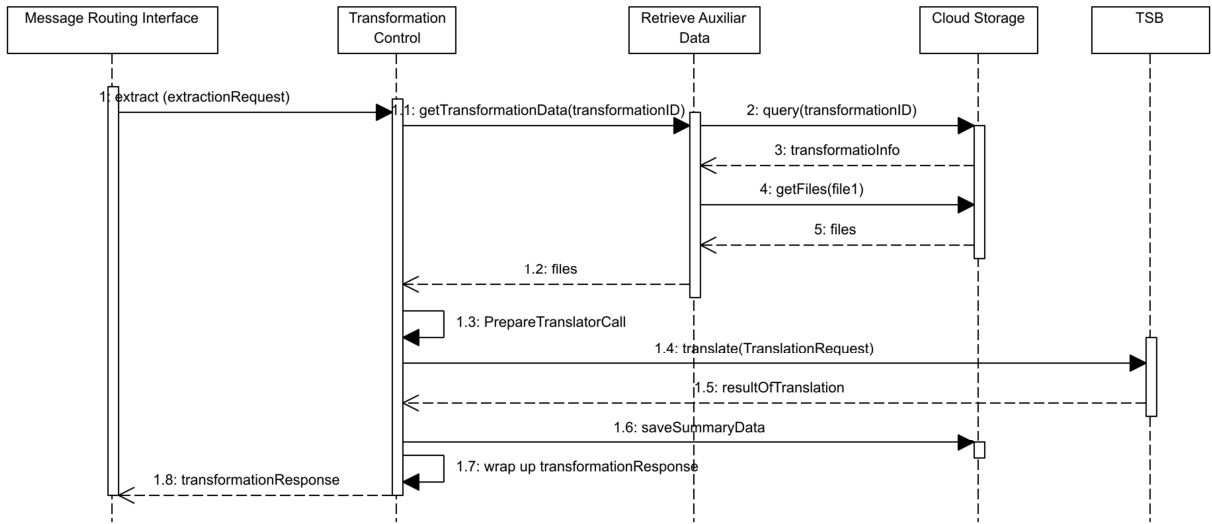 Message Routing Interface
Transformation
Control
Retrieve Auxiliar
Data
Cloud Storage
TSB
1: extract (extractionRequest)
1.1: getTransformationData(transformationID)
2: query(transformationID)
3: transformatioInfo
4: getFiles(file1)
5: files
1.2: files
1.3: PrepareTranslatorCall
1.4: translate(TranslationRequest)
1.5: resultOfTranslation
1.6: saveSummaryData
1.7: wrap up transformationResponse
1.8: transformationResponse